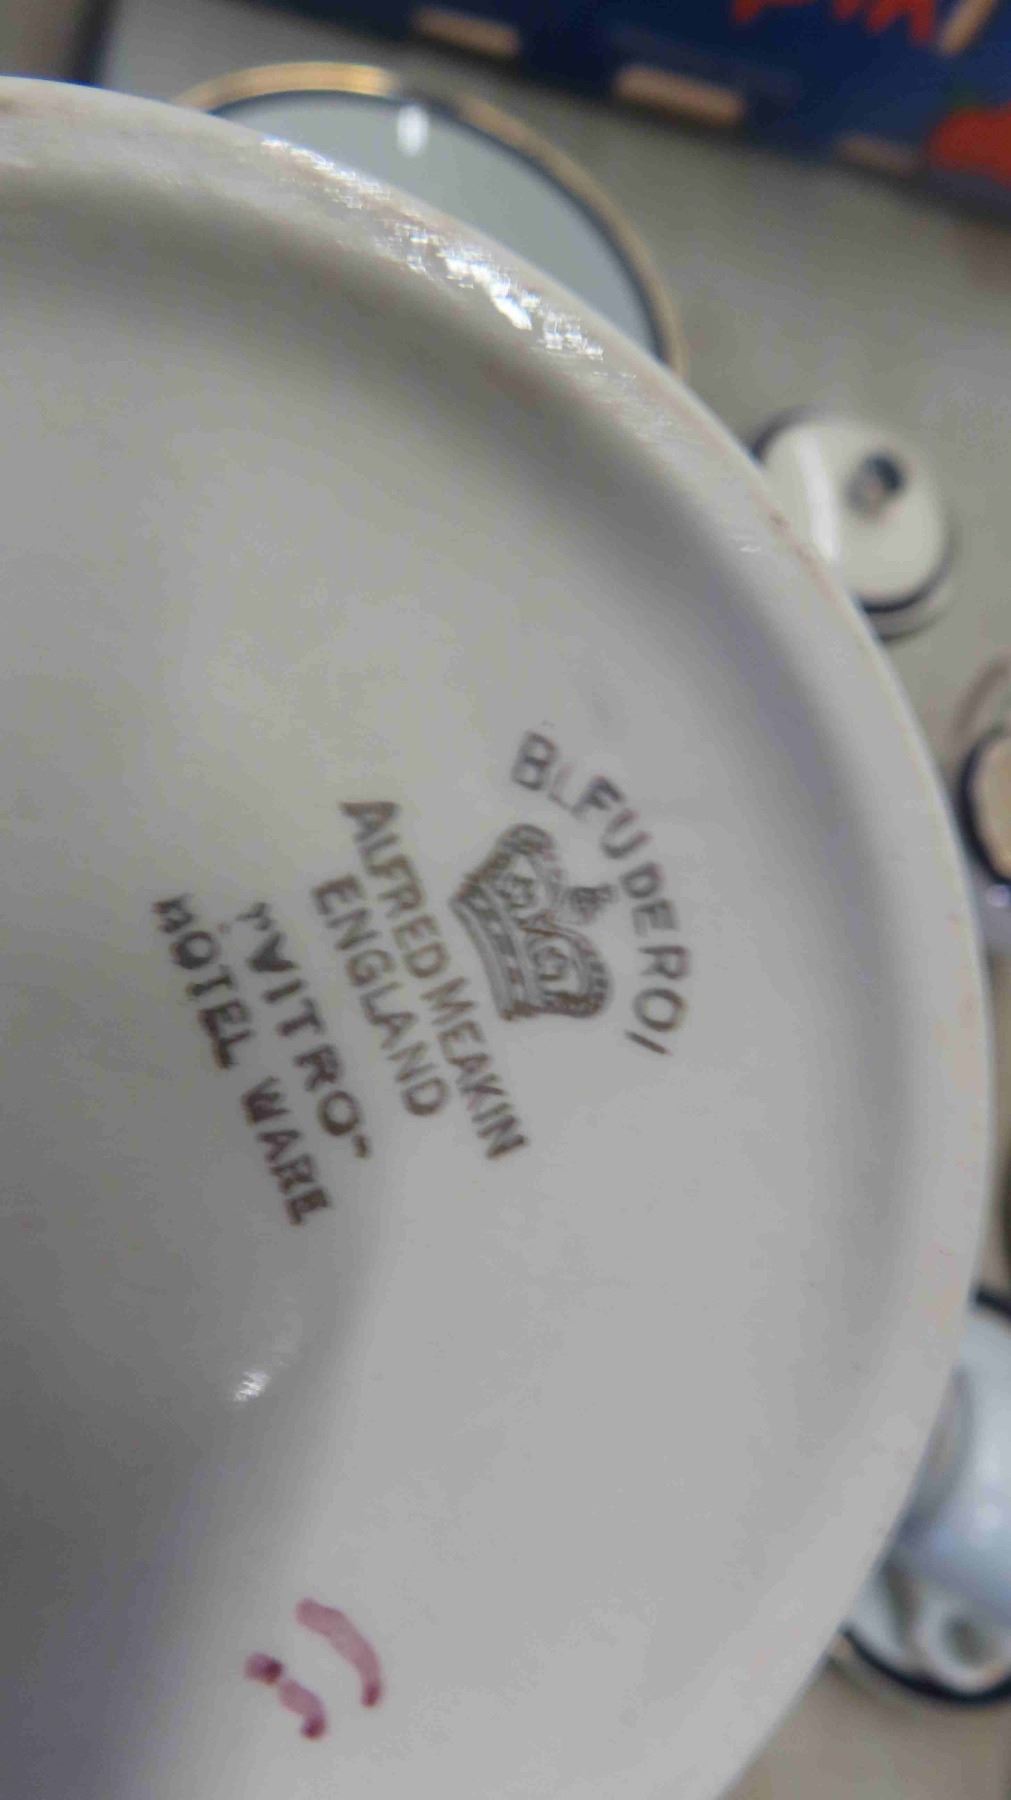 BLEU DE ROI
ALFRED MEAKIN
ENGLAND
"VITRO"
HOTEL WARE